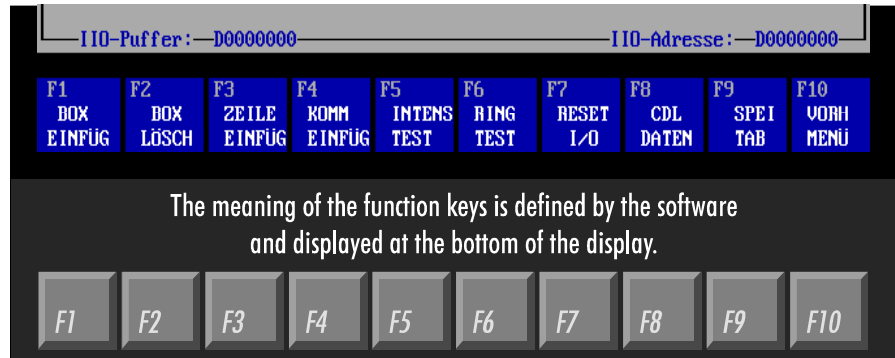 IIO-Puffer: D0000000 IIO-Adresse: D0000000
F1 F2 F3 F4 F5 F6 F7 F8 F9 F10
BOX BOX ZEILE KOMM INTENS RING RESET CDL SPEI VORH
EINFÜG LÖSCH EINFÜG EINFÜG TEST TEST I/O DATEN TAB MENÜ
The meaning of the function keys is defined by the software
and displayed at the bottom of the display.
F1 F2 F3 F4 F5 F6 F7 F8 F9 F10